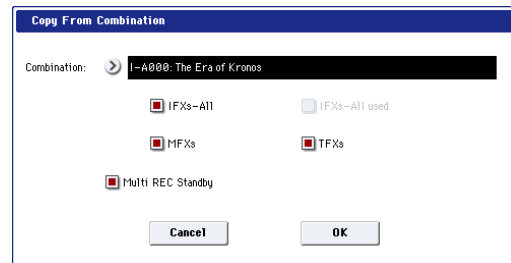 Copy From Combination
Combination: I-A000: The Era of Kronos
IFXs-All IFXs-All used
MFXs TFXs
Multi REC Standby
Cancel OK